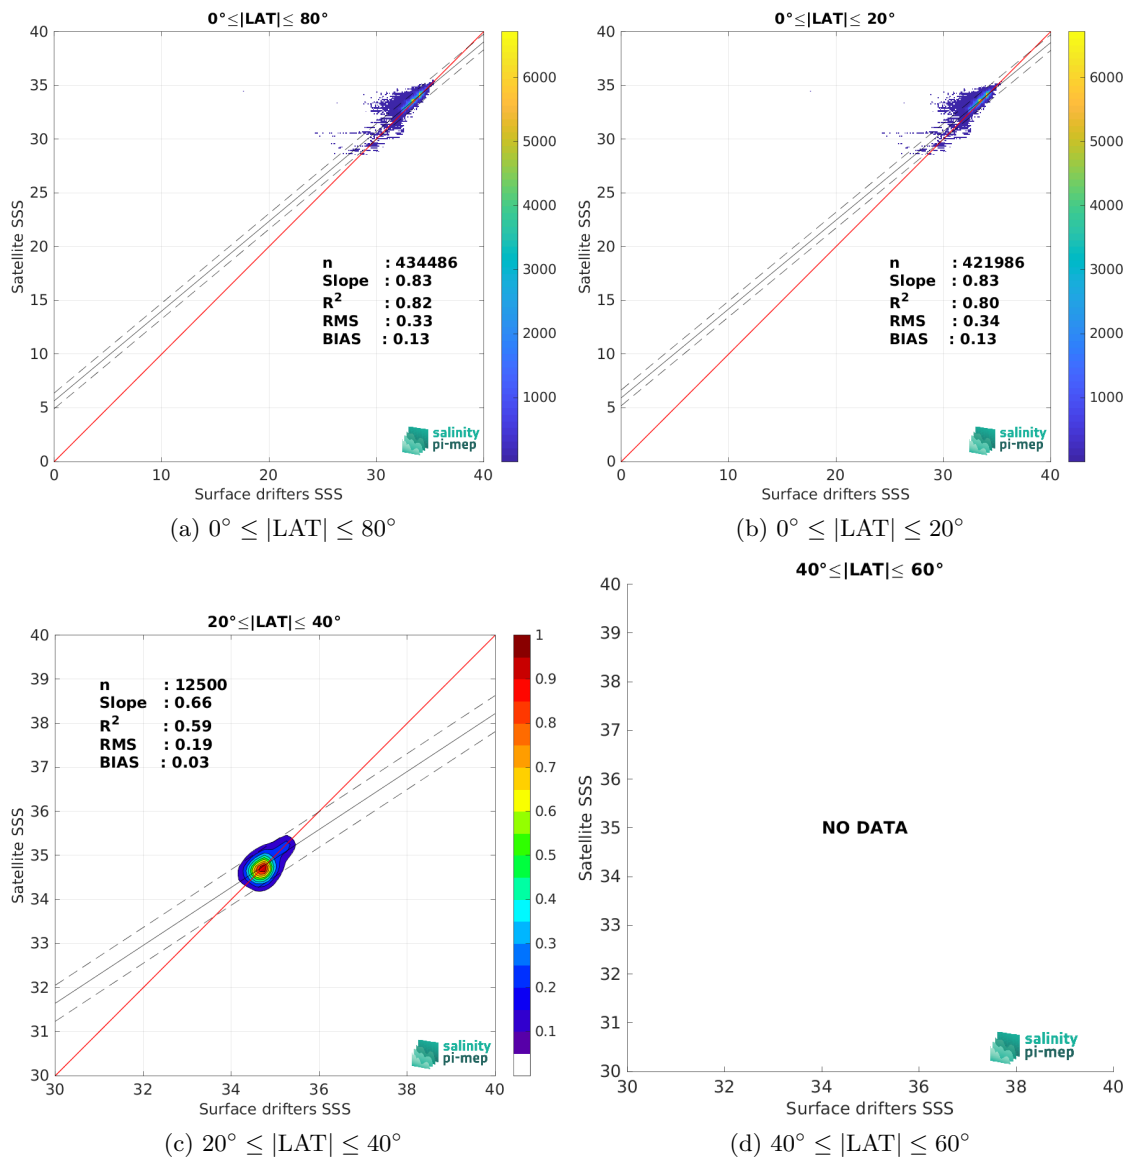 0°≤|LAT|≤ 80°
40
35
30
25
20
15
10
5
0
Satellite SSS
n : 434486
Slope : 0.83
R² : 0.82
RMS : 0.33
BIAS : 0.13
salinity
pi-mep
0 10 20 30 40
Surface drifters SSS
6000
5000
4000
3000
2000
1000
(a) 0° ≤ |LAT| ≤ 80°
0°≤|LAT|≤ 20°
40
35
30
25
20
15
10
5
0
Satellite SSS
n : 421986
Slope : 0.83
R² : 0.80
RMS : 0.34
BIAS : 0.13
salinity
pi-mep
0 10 20 30 40
Surface drifters SSS
6000
5000
4000
3000
2000
1000
(b) 0° ≤ |LAT| ≤ 20°
20°≤|LAT|≤ 40°
40
39
38
37
36
35
34
33
32
31
30
Satellite SSS
n : 12500
Slope : 0.66
R² : 0.59
RMS : 0.19
BIAS : 0.03
salinity
pi-mep
30 32 34 36 38 40
Surface drifters SSS
1
0.9
0.8
0.7
0.6
0.5
0.4
0.3
0.2
0.1
(c) 20° ≤ |LAT| ≤ 40°
40°≤|LAT|≤ 60°
40
39
38
37
36
35
34
33
32
31
30
Satellite SSS
NO DATA
salinity
pi-mep
30 32 34 36 38 40
Surface drifters SSS
(d) 40° ≤ |LAT| ≤ 60°